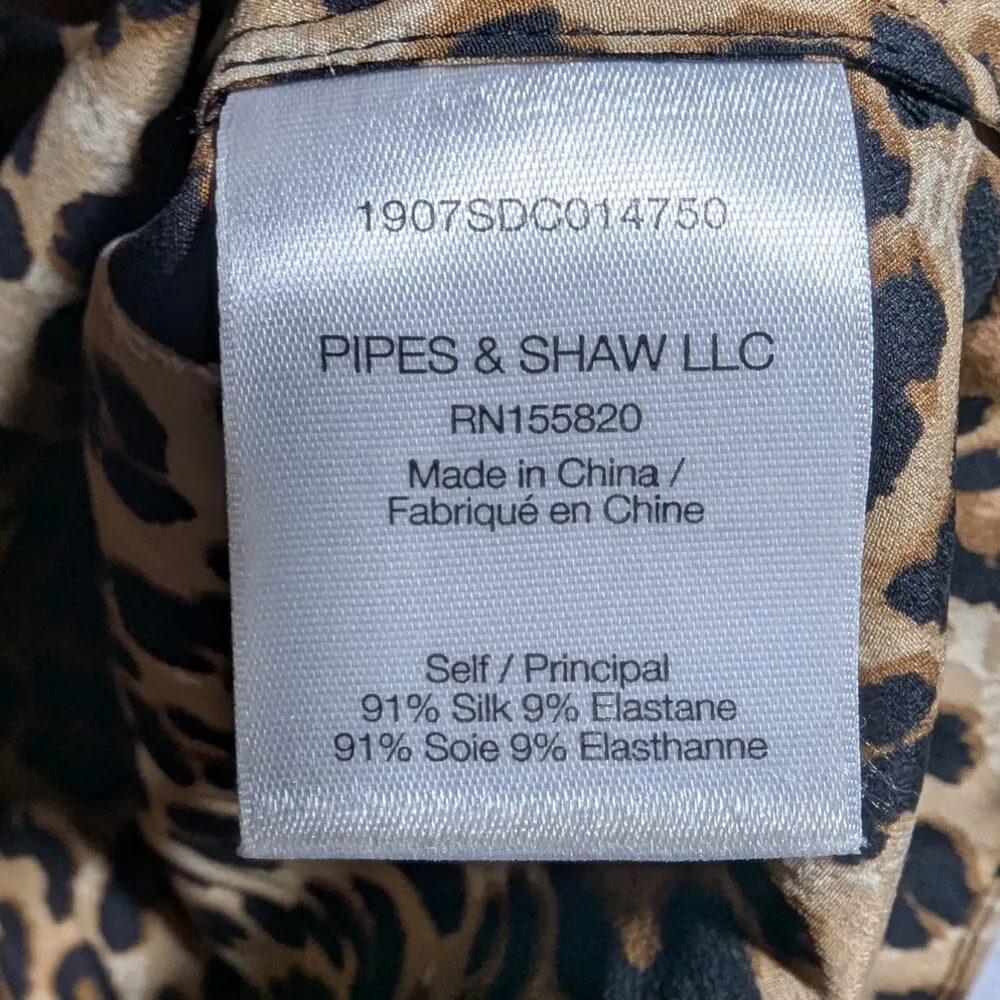 1907SDC014750
PIPES & SHAW LLC
RN155820
Made in China /
Fabriqué en Chine
Self / Principal
91% Silk 9% Elastane
91% Soie 9% Elasthanne